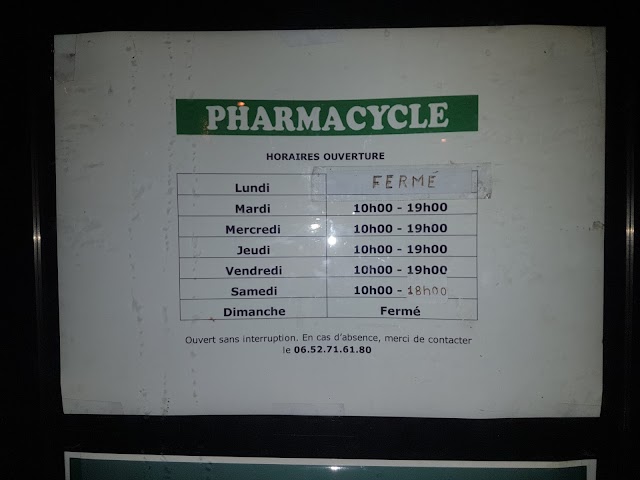 PHARMACYCLE
HORAIRES OUVERTURE
Lundi FERMÉ
Mardi 10h00 - 19h00
Mercredi 10h00 - 19h00
Jeudi 10h00 - 19h00
Vendredi 10h00 - 19h00
Samedi 10h00 - 18h00
Dimanche Fermé
Ouvert sans interruption. En cas d'absence, merci de contacter
le 06.52.71.61.80